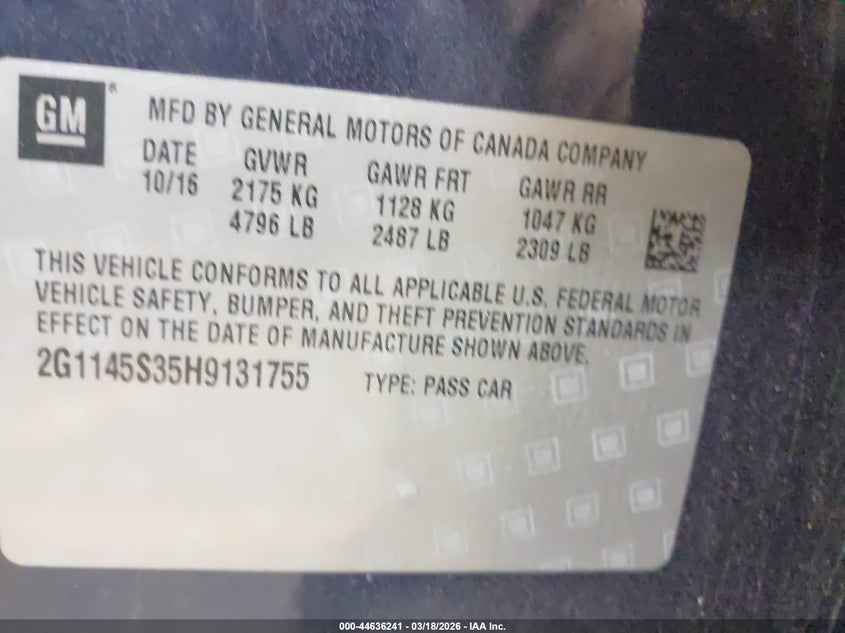 GM®
MFD BY GENERAL MOTORS OF CANADA COMPANY
DATE GVWR GAWR FRT GAWR RR
10/16 2175 KG 1128 KG 1047 KG
4796 LB 2487 LB 2309 LB
THIS VEHICLE CONFORMS TO ALL APPLICABLE U.S. FEDERAL MOTOR
VEHICLE SAFETY, BUMPER, AND THEFT PREVENTION STANDARDS IN
EFFECT ON THE DATE OF MANUFACTURE SHOWN ABOVE.
2G1145S35H9131755 TYPE: PASS CAR
000-44636241 - 03/18/2026 - IAA Inc.